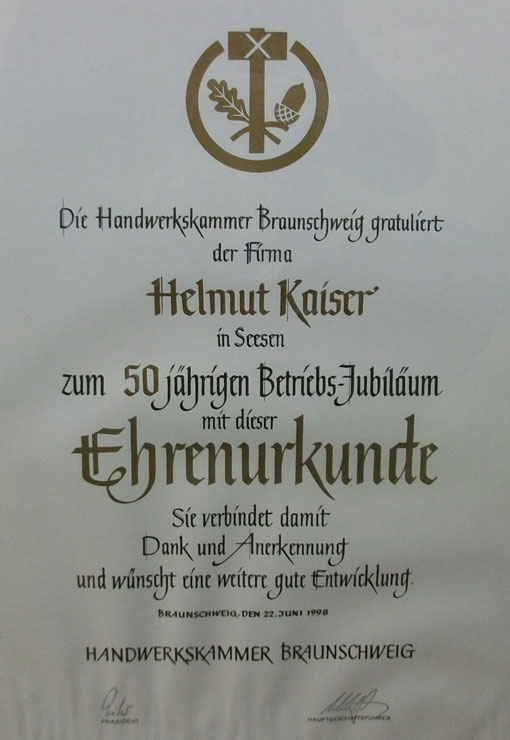 Die Handwerkskammer Braunschweig gratuliert
der Firma
Helmut Kaiser
in Seesen
zum 50 jährigen Betriebs-Jubiläum
mit dieser
Ehrenurkunde
Sie verbindet damit
Dank und Anerkennung
und wünscht eine weitere gute Entwicklung.
BRAUNSCHWEIG, DEN 22. JUNI 1998
HANDWERKSKAMMER BRAUNSCHWEIG
PRÄSIDENT HAUPTGESCHÄFTSFÜHRER